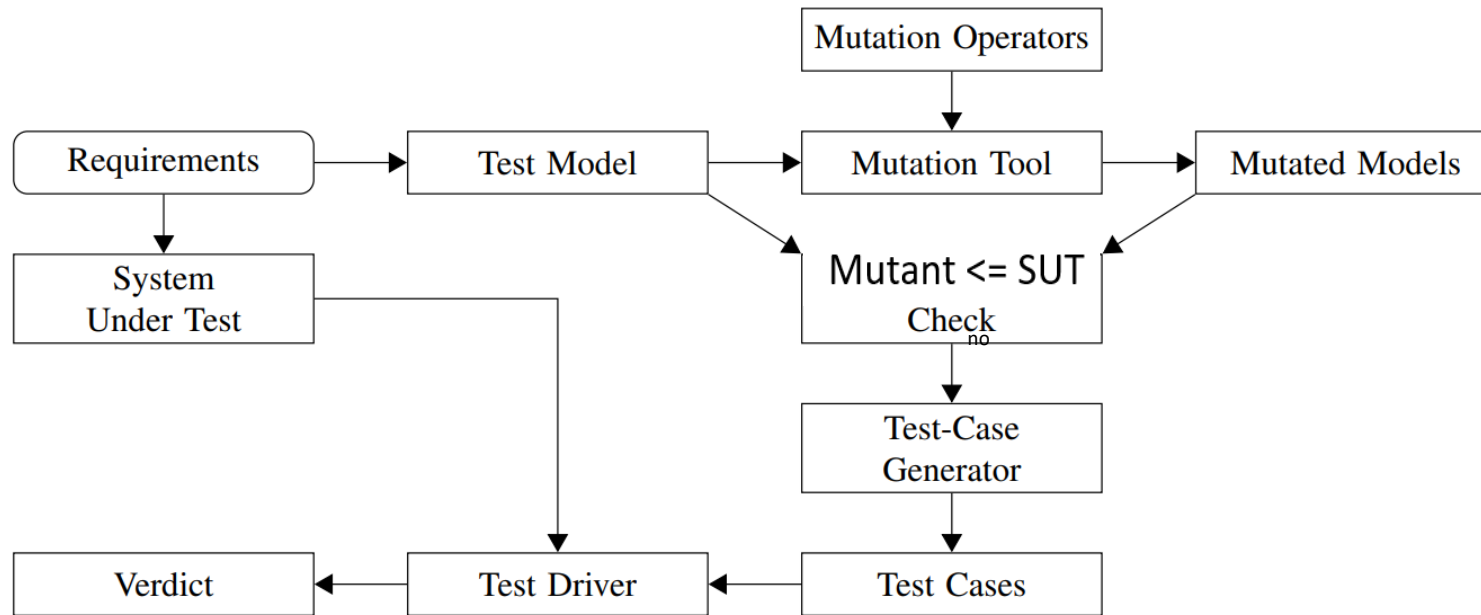 Mutation Operators
Requirements
Test Model
Mutation Tool
Mutated Models
System
Under Test
Mutant <= SUT
Check
no
Test-Case
Generator
Verdict
Test Driver
Test Cases